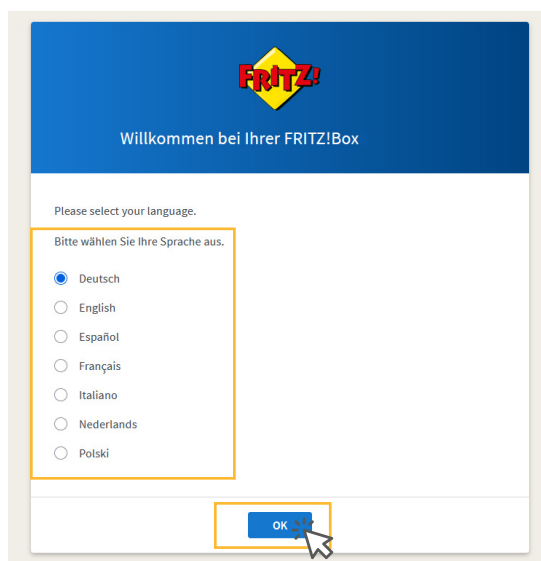 FRITZ!
Willkommen bei Ihrer FRITZ!Box
Please select your language.
Bitte wählen Sie Ihre Sprache aus.
Deutsch
English
Español
Français
Italiano
Nederlands
Polski
OK